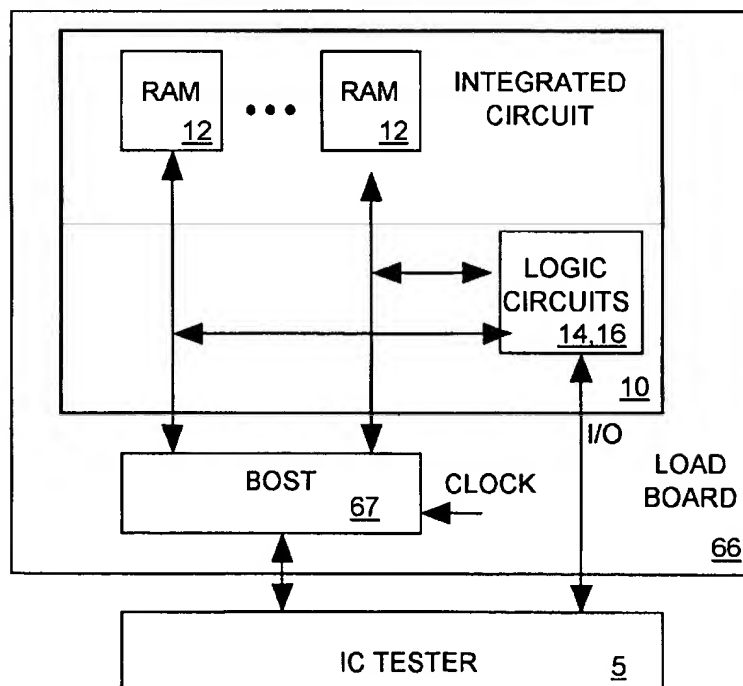 RAM
12
RAM
12
INTEGRATED
CIRCUIT
LOGIC
CIRCUITS
14,16
10
I/O
BOST
67
CLOCK
LOAD
BOARD
66
IC TESTER
5